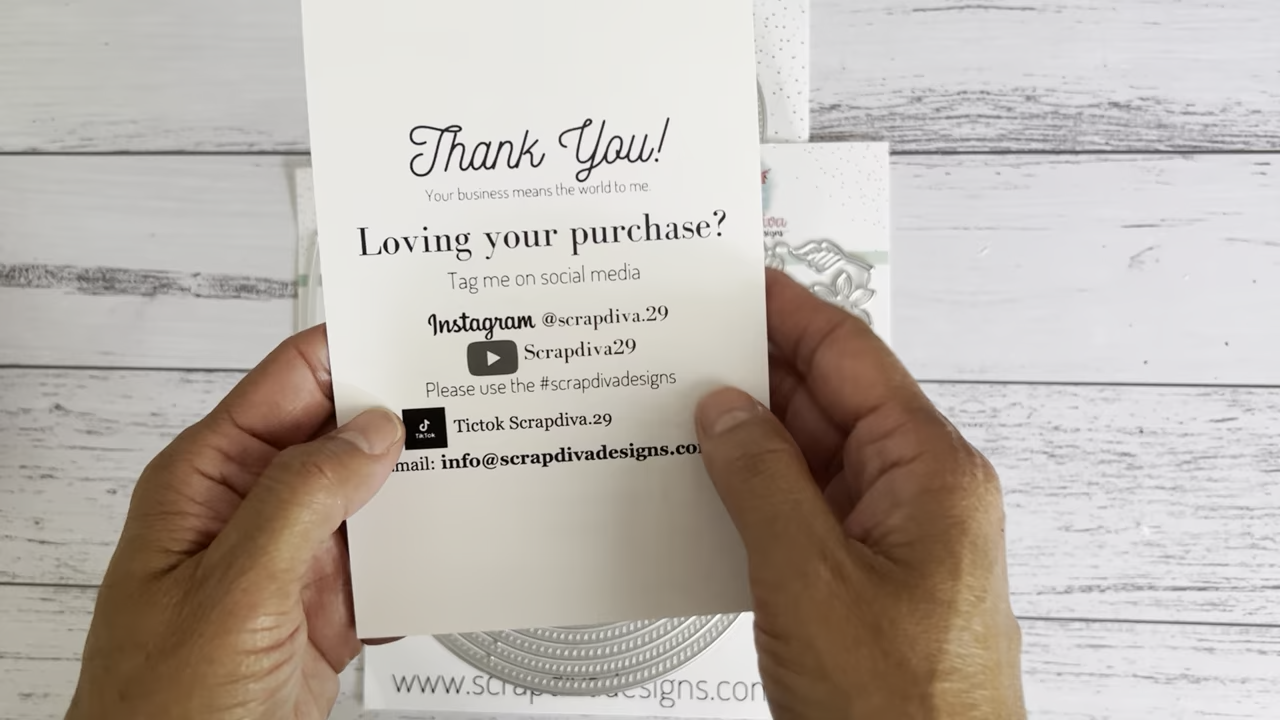 Thank You!
Your business means the world to me.
Loving your purchase?
Tag me on social media
Instagram @scrapdiva.29
Scrapdiva29
Please use the #scrapdivadesigns
TikTok Tictok Scrapdiva.29
info@scrapdivadesigns.co
www.scrapdivadesigns.com